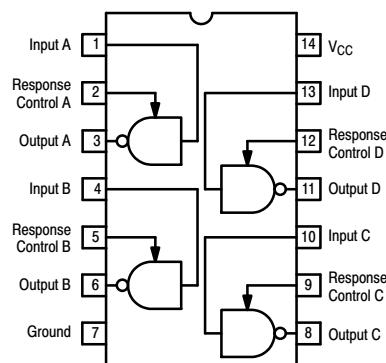 Input A 1
Response
Control A 2
Output A 3
Input B 4
Response
Control B 5
Output B 6
Ground 7
14 VCC
13 Input D
12 Response
Control D
11 Output D
10 Input C
9 Response
Control C
8 Output C